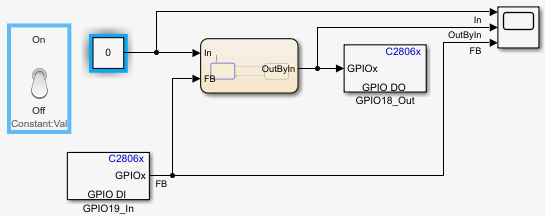 On
Off
Constant:Val
0
In
FB
OutByIn
C2806x
GPIOx
GPIO DO
GPIO18_Out
In
OutByIn
FB
C2806x
GPIOx
GPIO DI
GPIO19_In
FB